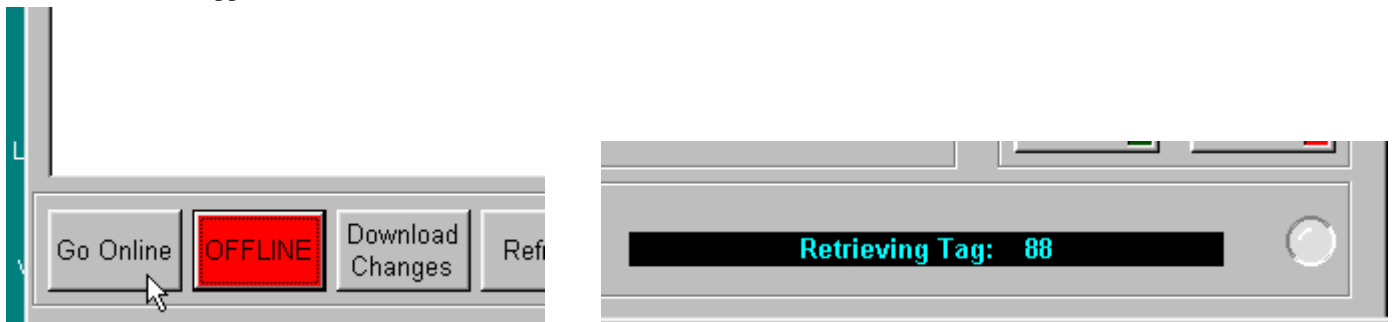 L
Go Online
OFFLINE
Download
Changes
Retrieving Tag: 88